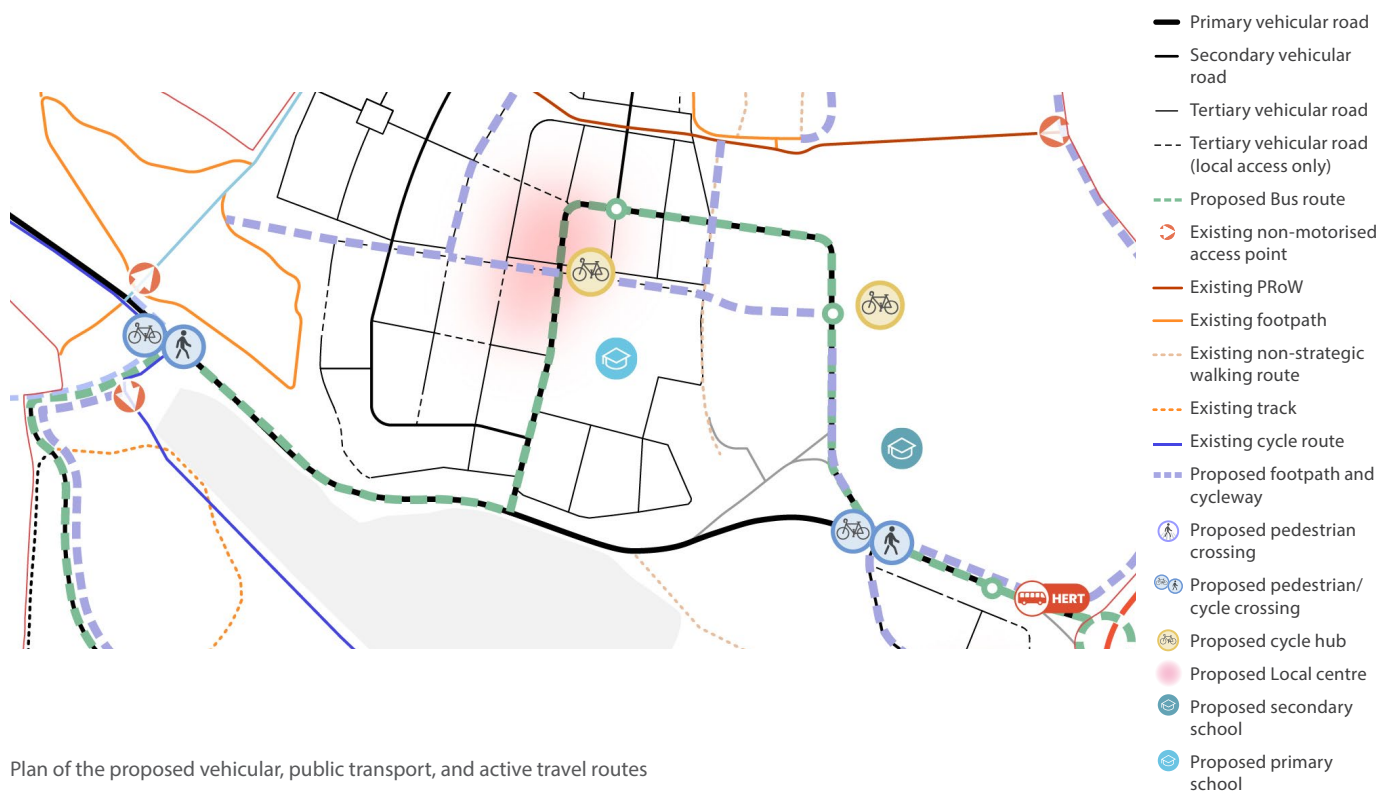 Primary vehicular road
Secondary vehicular
road
Tertiary vehicular road
Tertiary vehicular road
(local access only)
Proposed Bus route
Existing non-motorised
access point
Existing PRoW
Existing footpath
Existing non-strategic
walking route
Existing track
Existing cycle route
Proposed footpath and
cycleway
Proposed pedestrian
crossing
Proposed pedestrian/
cycle crossing
Proposed cycle hub
Proposed Local centre
Proposed secondary
school
Proposed primary
school
HERT
Plan of the proposed vehicular, public transport, and active travel routes